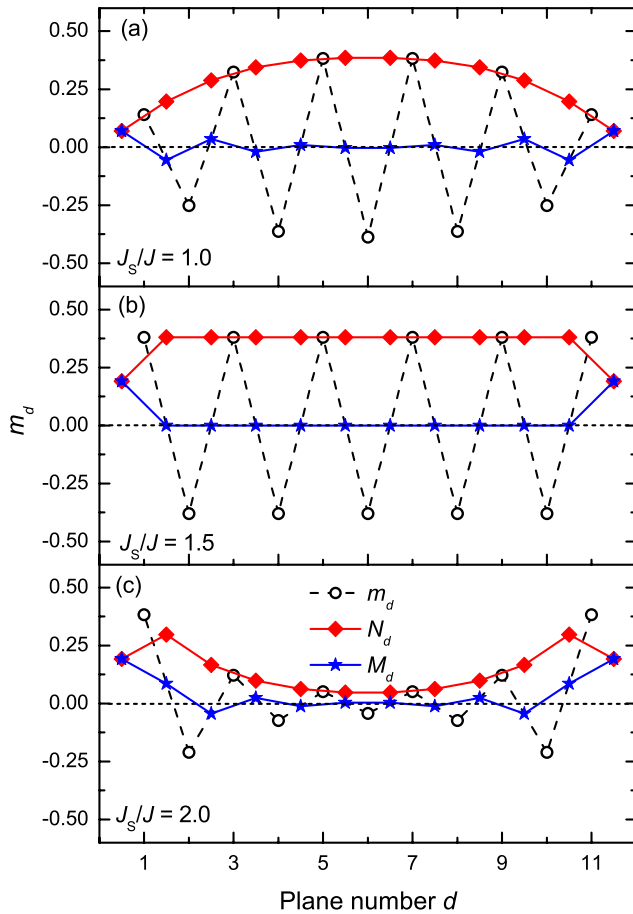 (a)
0.50
0.25
0.00
-0.25
-0.50
J_S/J = 1.0
(b)
0.50
0.25
0.00
-0.25
-0.50
J_S/J = 1.5
m_d
(c)
0.50
0.25
0.00
-0.25
-0.50
m_d
N_d
M_d
J_S/J = 2.0
1 3 5 7 9 11
Plane number d